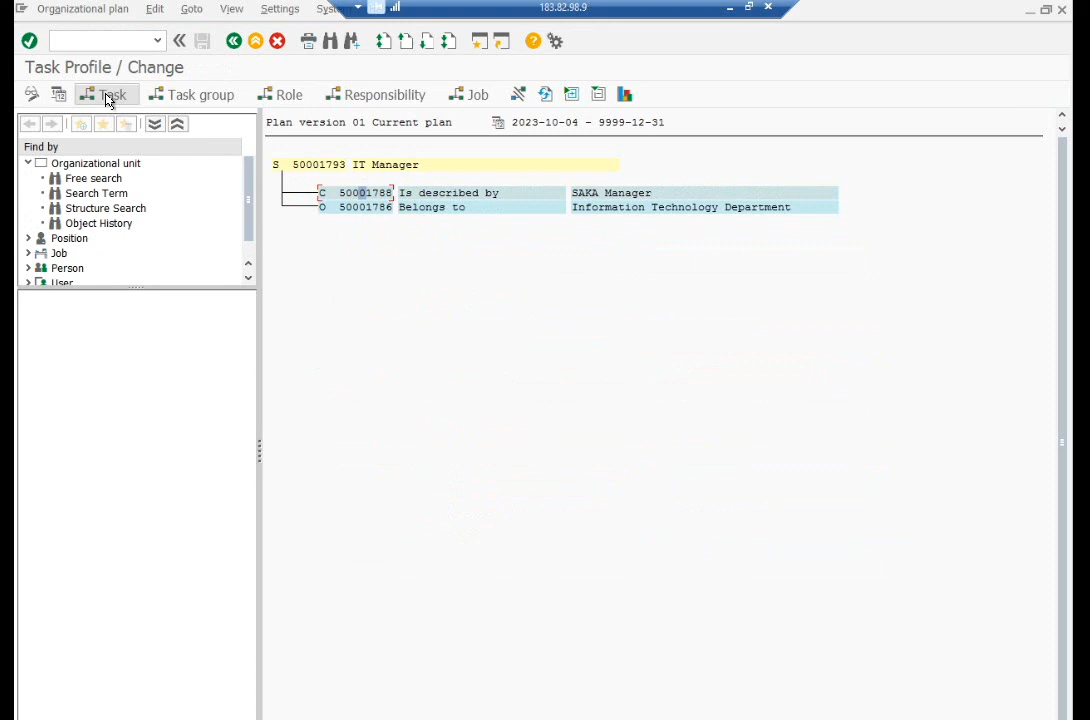 Organizational plan Edit Goto View Settings Sys
183.82.98.9
Task Profile / Change
Task Task group Role Responsibility Job
Plan version 01 Current plan 2023-10-04 - 9999-12-31
Find by
Organizational unit
Free search
Search Term
Structure Search
Object History
Position
Job
Person
User
S 50001793 IT Manager
C 50001788 Is described by SAKA Manager
O 50001786 Belongs to Information Technology Department